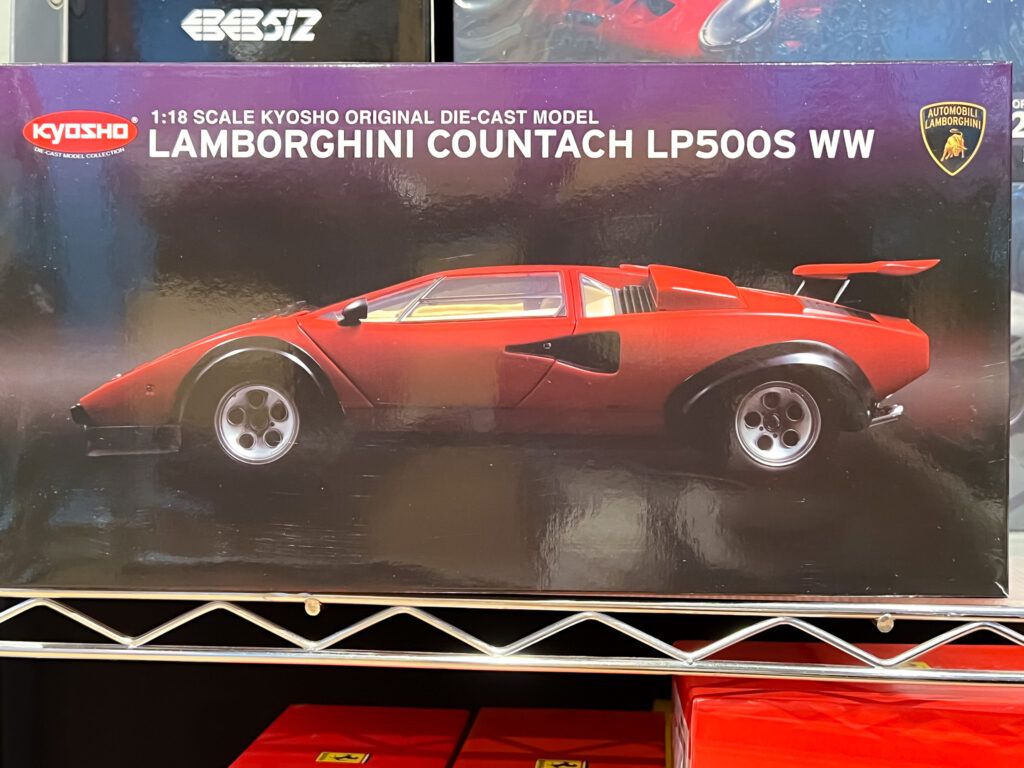 BB512
KYOSHO®
DIE-CAST MODEL COLLECTION
1:18 SCALE KYOSHO ORIGINAL DIE-CAST MODEL
LAMBORGHINI COUNTACH LP500S WW
AUTOMOBILI
LAMBORGHINI